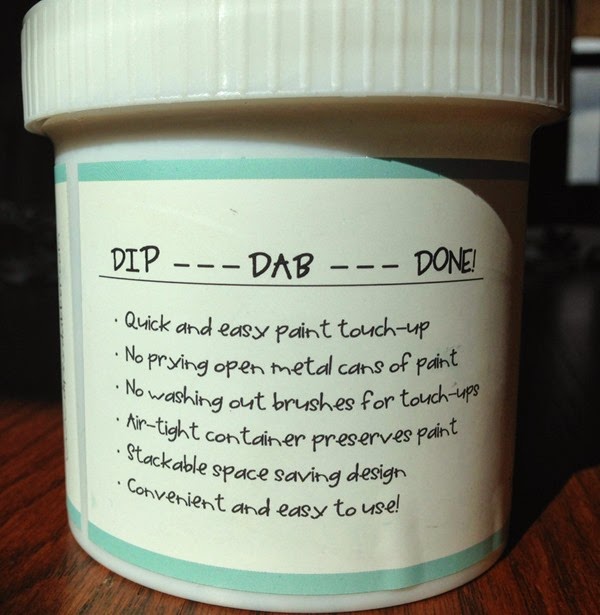 DIP --- DAB --- DONE!
· Quick and easy paint touch-up
· No prying open metal cans of paint
· No washing out brushes for touch-ups
· Air-tight container preserves paint
· Stackable space saving design
· Convenient and easy to use!